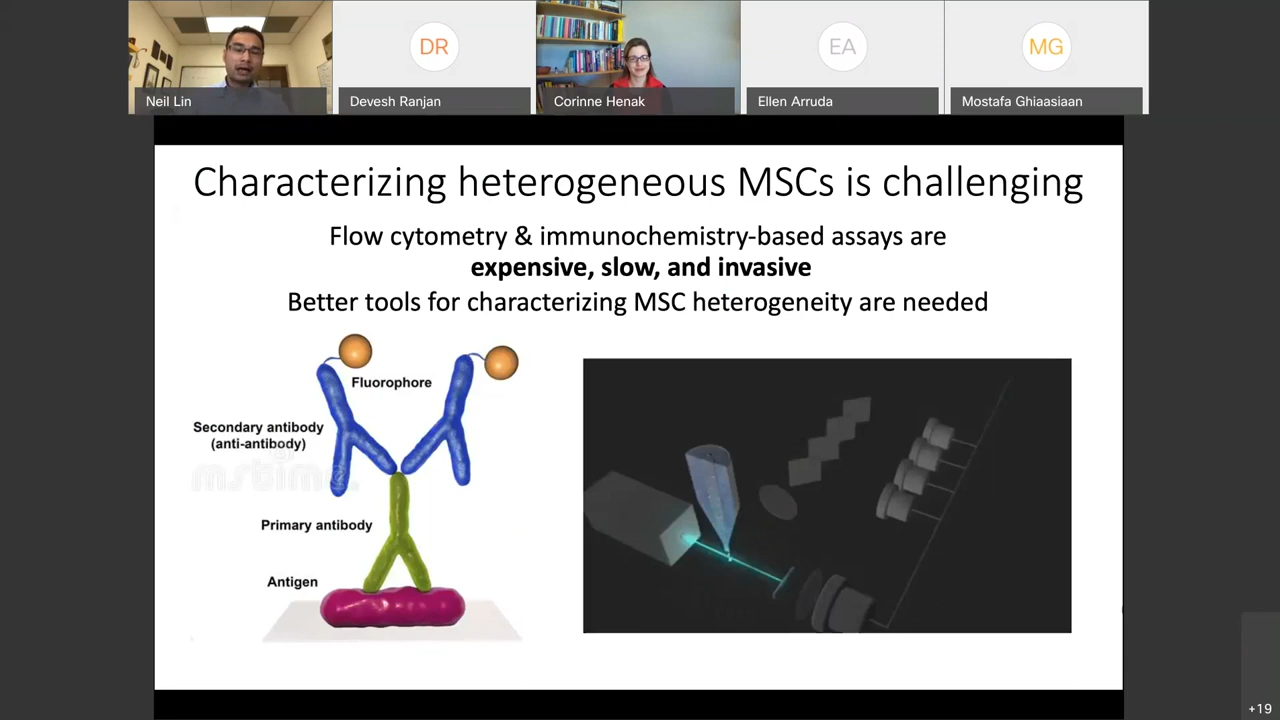 DR
EA
MG
Neil Lin
Devesh Ranjan
Corinne Henak
Ellen Arruda
Mostafa Ghiaasiaan
Characterizing heterogeneous MSCs is challenging
Flow cytometry & immunochemistry-based assays are
expensive, slow, and invasive
Better tools for characterizing MSC heterogeneity are needed
Fluorophore
Secondary antibody
(anti-antibody)
Primary antibody
Antigen
+19